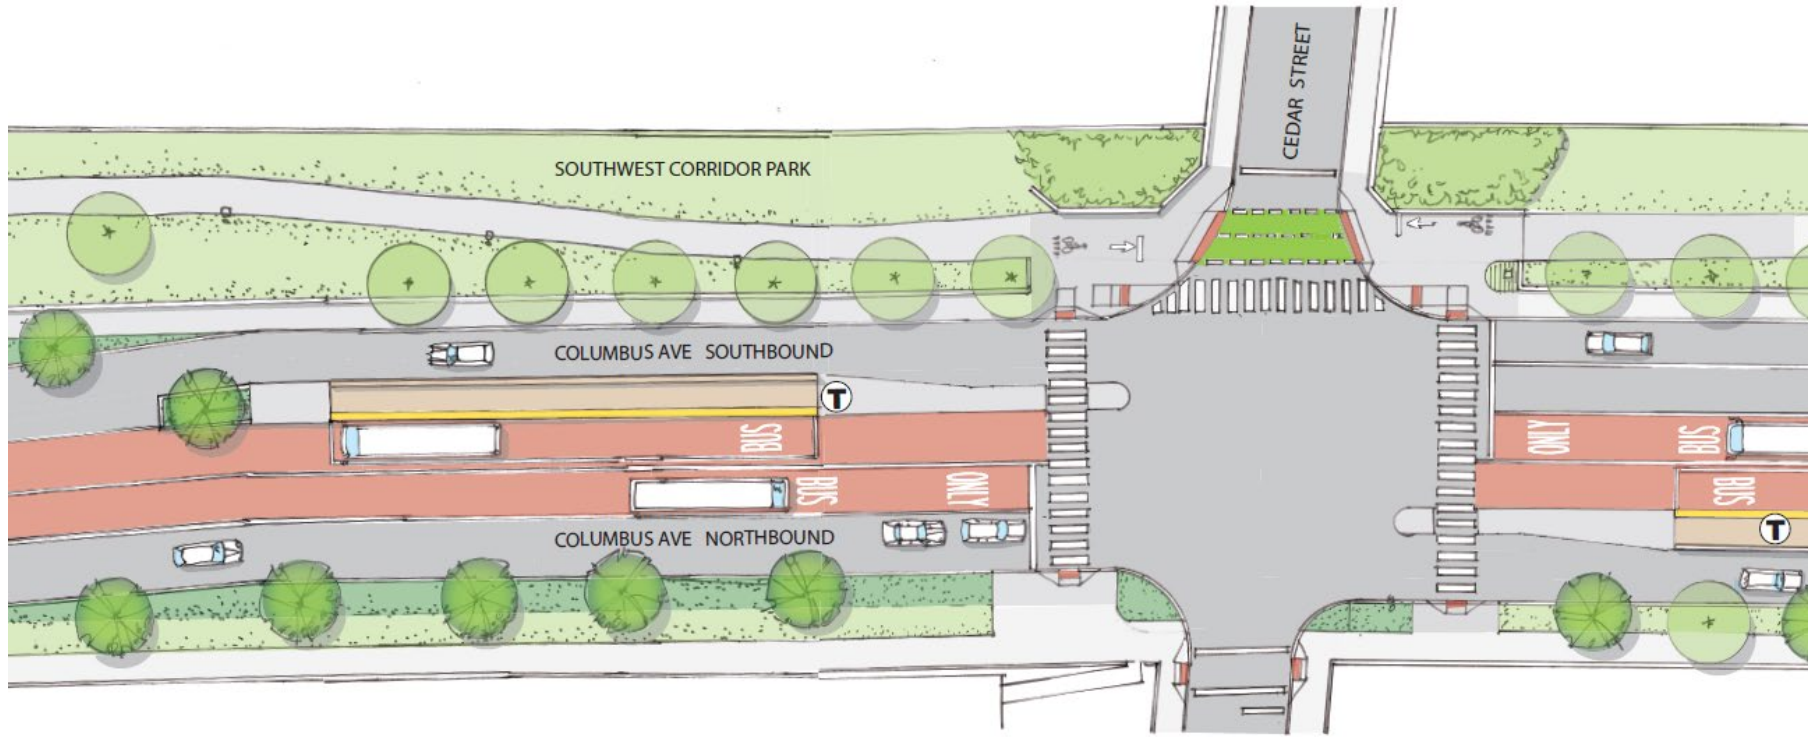 CEDAR STREET
SOUTHWEST CORRIDOR PARK
COLUMBUS AVE SOUTHBOUND
T
BUS
ONLY
BUS
BUS
ONLY
BUS
T
COLUMBUS AVE NORTHBOUND